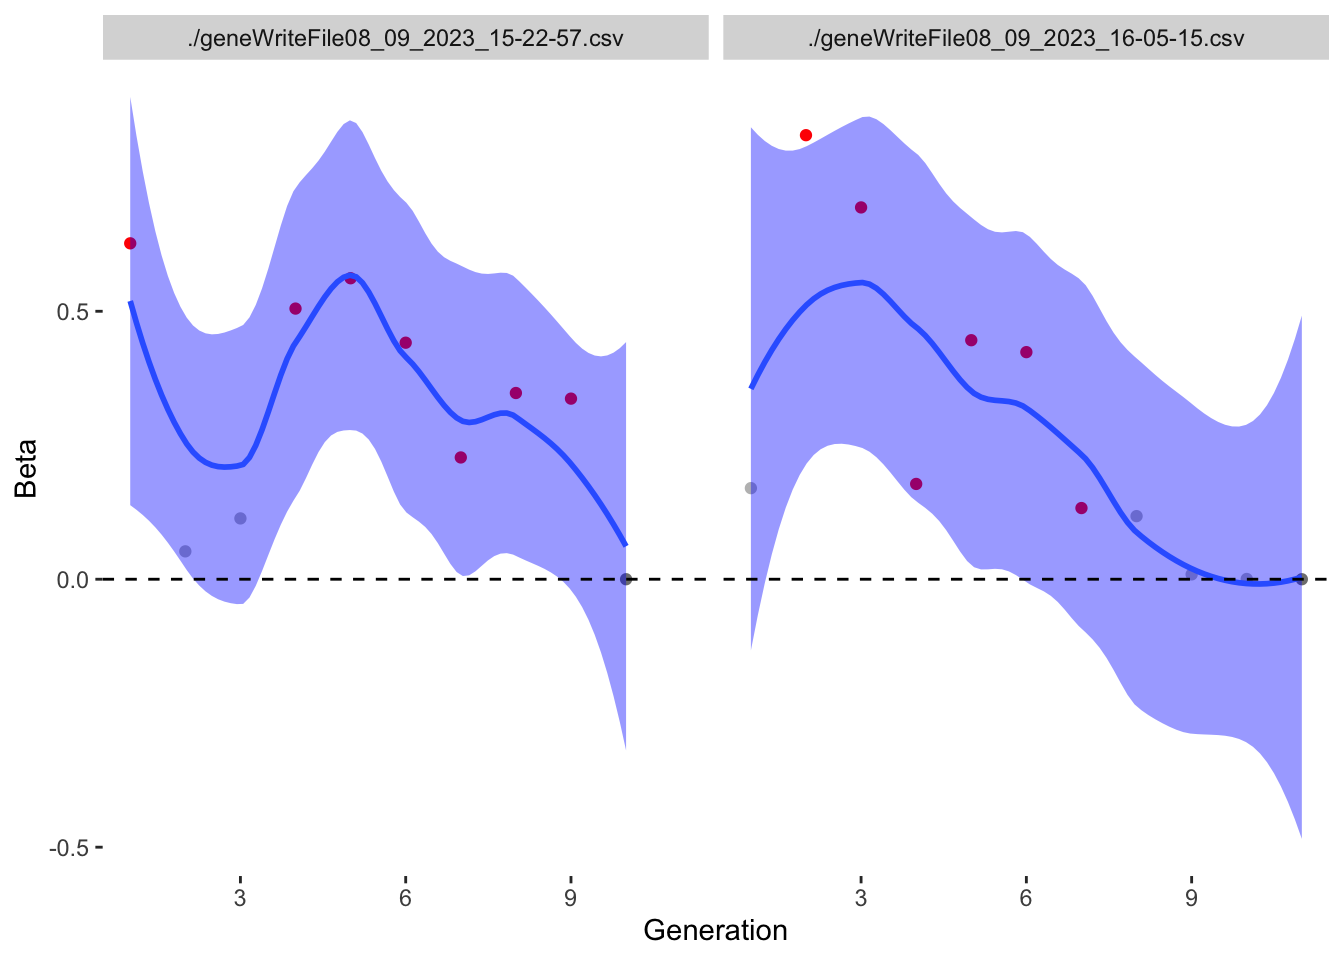 ./geneWriteFile08_09_2023_15-22-57.csv
./geneWriteFile08_09_2023_16-05-15.csv
Beta
0.5
0.0
-0.5
3
6
9
3
6
9
Generation